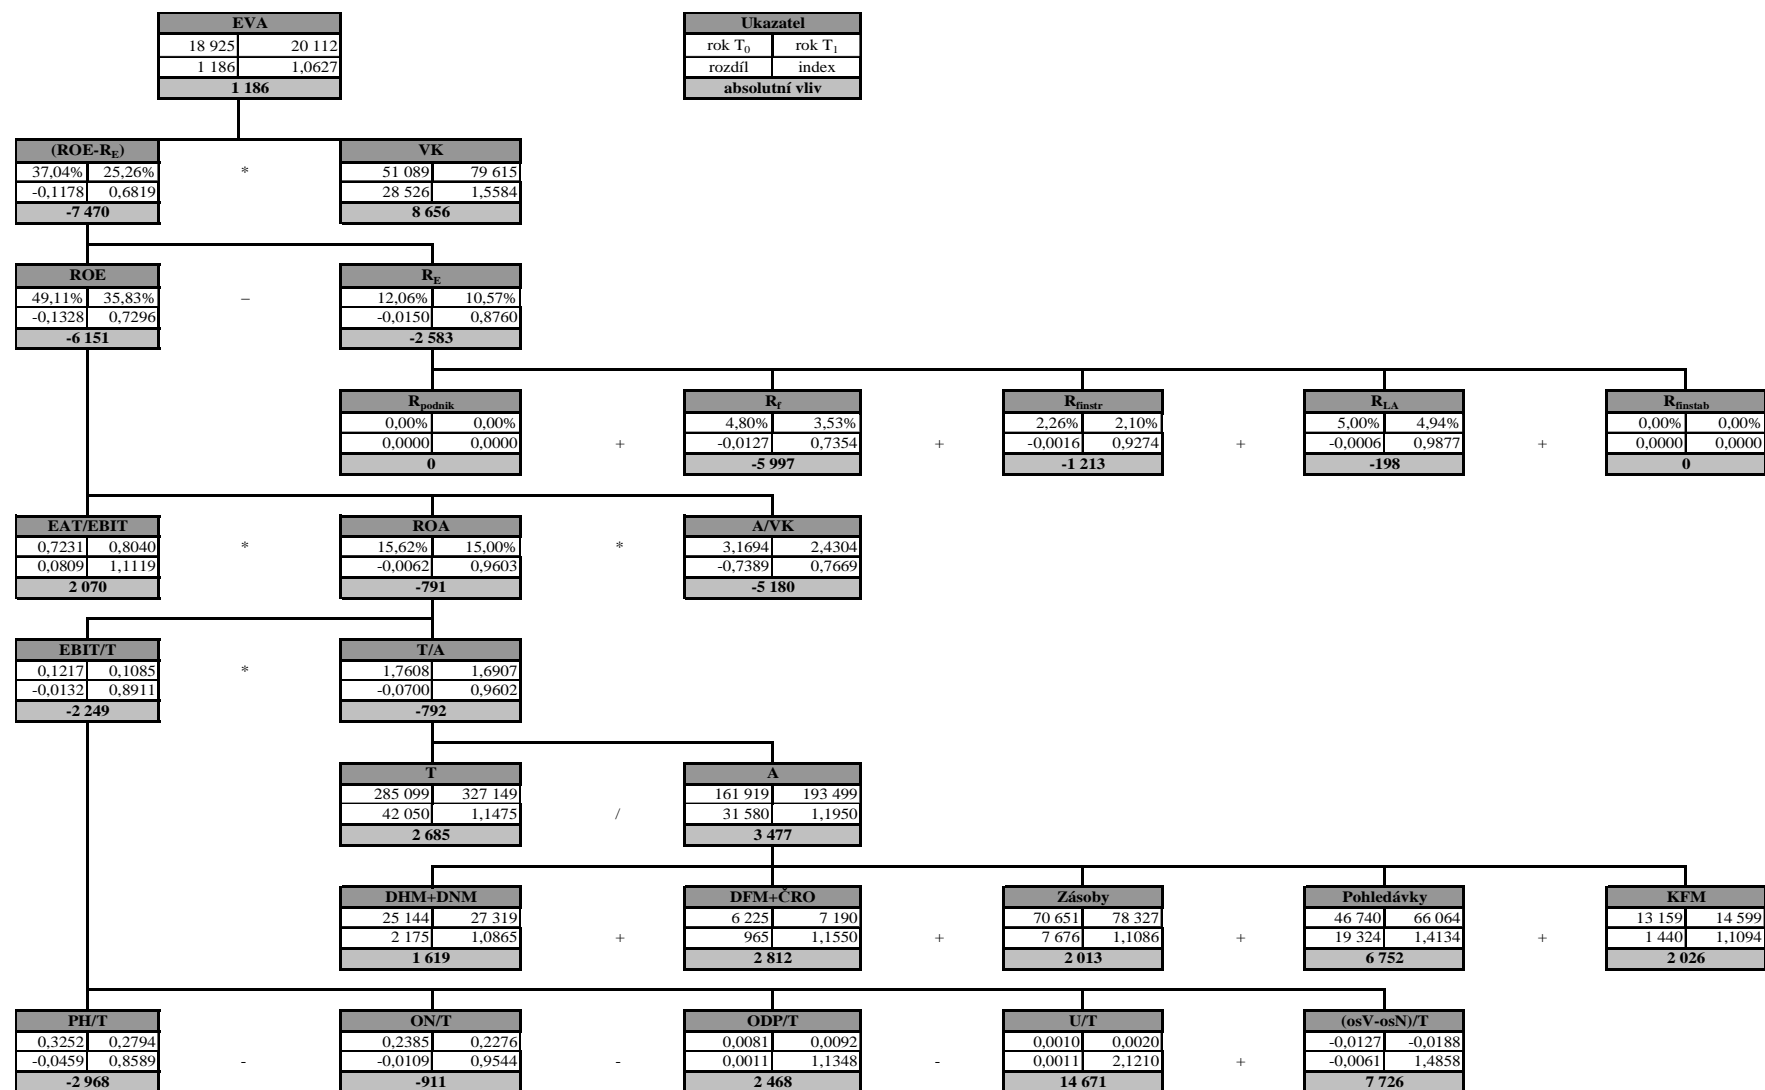 EVA
18 925 20 112
1 186 1,0627
1 186
Ukazatel
rok T₀ rok T₁
rozdíl index
absolutní vliv
(ROE-R_E)
37,04% 25,26%
-0,1178 0,6819
-7 470
*
VK
51 089 79 615
28 526 1,5584
8 656
ROE
49,11% 35,83%
-0,1328 0,7296
-6 151
–
R_E
12,06% 10,57%
-0,0150 0,8760
-2 583
R_podnik
0,00% 0,00%
0,0000 0,0000
0
+
R_f
4,80% 3,53%
-0,0127 0,7354
-5 997
+
R_finstr
2,26% 2,10%
-0,0016 0,9274
-1 213
+
R_LA
5,00% 4,94%
-0,0006 0,9877
-198
+
R_finstab
0,00% 0,00%
0,0000 0,0000
0
EAT/EBIT
0,7231 0,8040
0,0809 1,1119
2 070
*
ROA
15,62% 15,00%
-0,0062 0,9603
-791
*
A/VK
3,1694 2,4304
-0,7389 0,7669
-5 180
EBIT/T
0,1217 0,1085
-0,0132 0,8911
-2 249
*
T/A
1,7608 1,6907
-0,0700 0,9602
-792
T
285 099 327 149
42 050 1,1475
2 685
/
A
161 919 193 499
31 580 1,1950
3 477
DHM+DNM
25 144 27 319
2 175 1,0865
1 619
+
DFM+ČRO
6 225 7 190
965 1,1550
2 812
+
Zásoby
70 651 78 327
7 676 1,1086
2 013
+
Pohledávky
46 740 66 064
19 324 1,4134
6 752
+
KFM
13 159 14 599
1 440 1,1094
2 026
PH/T
0,3252 0,2794
-0,0459 0,8589
-2 968
-
ON/T
0,2385 0,2276
-0,0109 0,9544
-911
-
ODP/T
0,0081 0,0092
0,0011 1,1348
2 468
-
U/T
0,0010 0,0020
0,0011 2,1210
14 671
+
(osV-osN)/T
-0,0127 -0,0188
-0,0061 1,4858
7 726